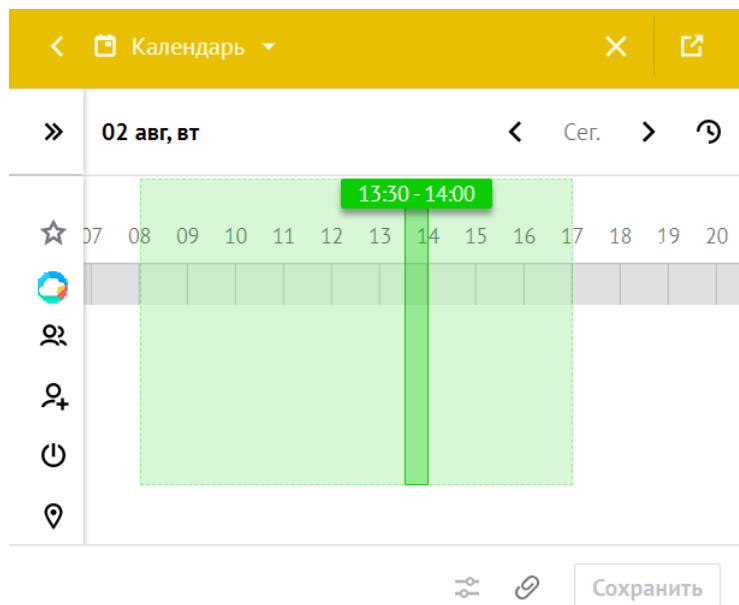 Календарь
02 авг, вт
Сег.
13:30 - 14:00
07 08 09 10 11 12 13 14 15 16 17 18 19 20
Сохранить